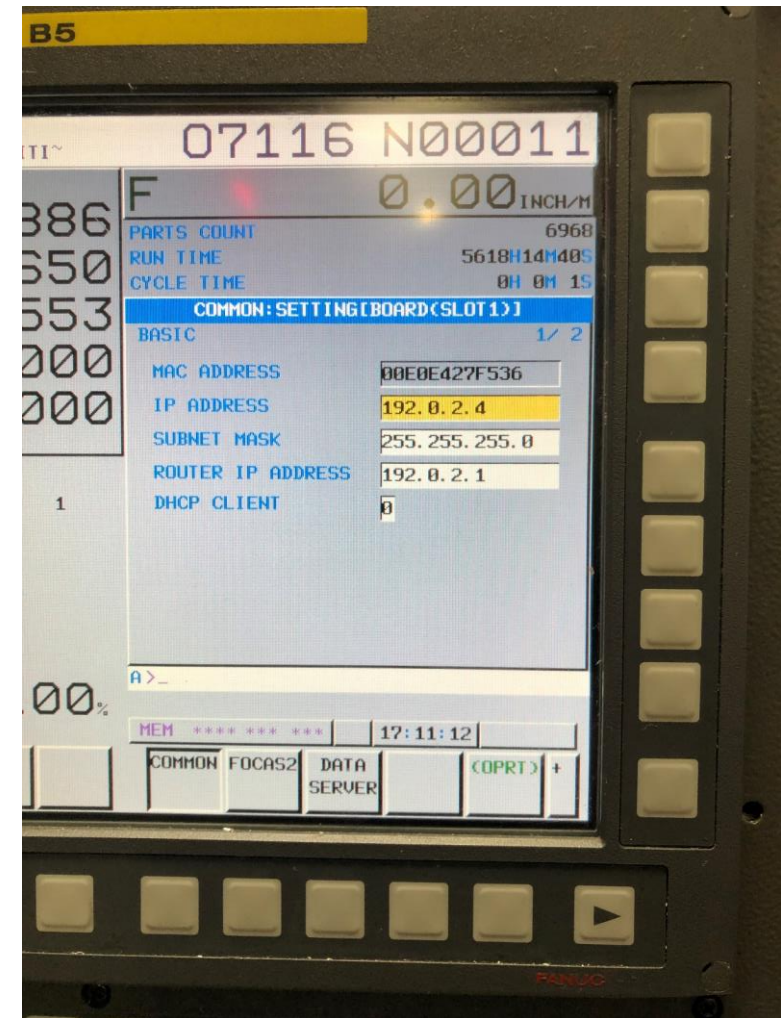 B5
ITI~ O7116 N00011
F 0.00 INCH/M
386
650
553
000
000
PARTS COUNT 6968
RUN TIME 5618H14M40S
CYCLE TIME 0H 0M 1S
COMMON:SETTING[BOARD(SLOT1)]
BASIC 1/ 2
MAC ADDRESS 00E0E427F536
IP ADDRESS 192.0.2.4
SUBNET MASK 255.255.255.0
ROUTER IP ADDRESS 192.0.2.1
DHCP CLIENT 0
1
A>_
.00%
MEM **** *** *** 17:11:12
COMMON FOCAS2 DATA SERVER (OPRT) +
FANUC